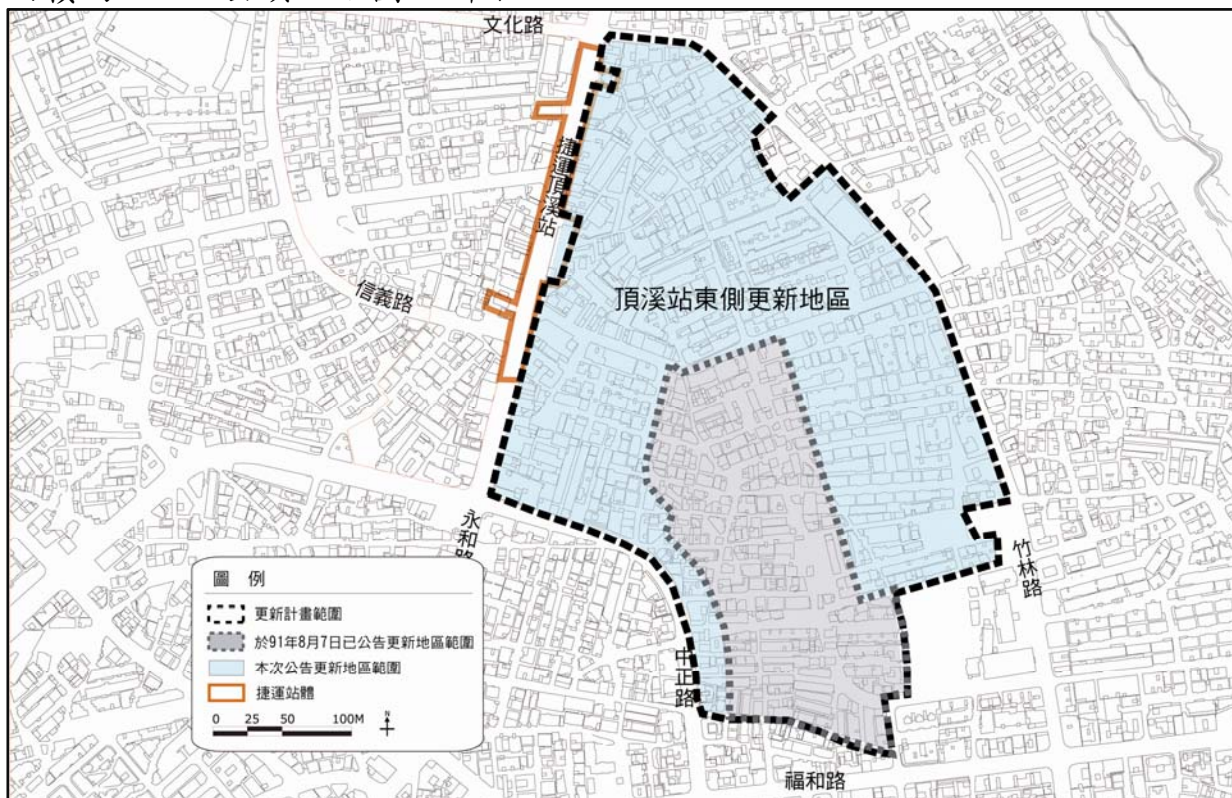 文化路
捷運頂溪站
頂溪站東側更新地區
信義路
永和路
竹林路
中正路
福和路
圖 例
更新計畫範圍
於91年8月7日已公告更新地區範圍
本次公告更新地區範圍
捷運站體
0 25 50 100M
N